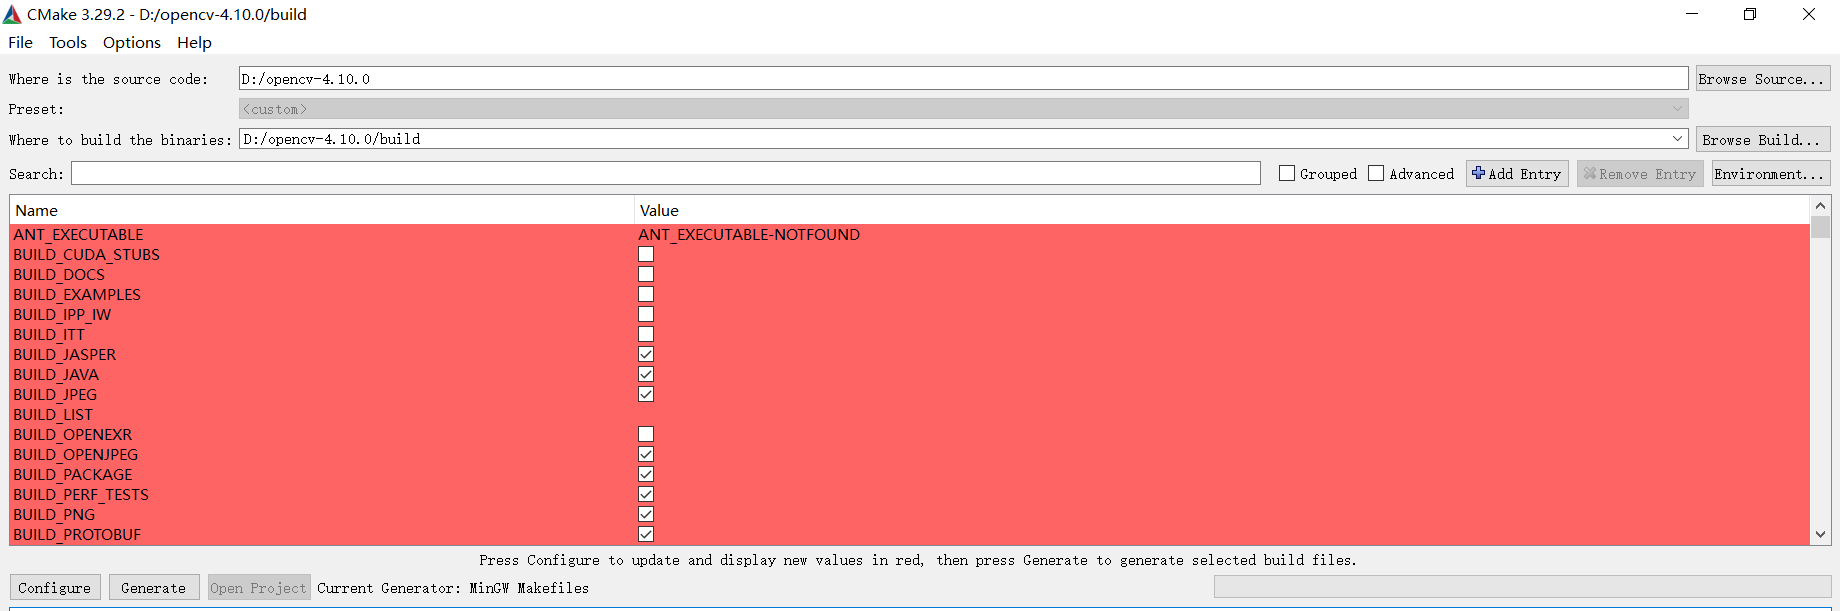 CMake 3.29.2 - D:/opencv-4.10.0/build
File Tools Options Help
Where is the source code: D:/opencv-4.10.0 Browse Source...
Preset: <custom>
Where to build the binaries: D:/opencv-4.10.0/build Browse Build...
Search: Grouped Advanced Add Entry Remove Entry Environment...
Name Value
ANT_EXECUTABLE ANT_EXECUTABLE-NOTFOUND
BUILD_CUDA_STUBS
BUILD_DOCS
BUILD_EXAMPLES
BUILD_IPP_IW
BUILD_ITT
BUILD_JASPER
BUILD_JAVA
BUILD_JPEG
BUILD_LIST
BUILD_OPENEXR
BUILD_OPENJPEG
BUILD_PACKAGE
BUILD_PERF_TESTS
BUILD_PNG
BUILD_PROTOBUF
Press Configure to update and display new values in red, then press Generate to generate selected build files.
Configure Generate Open Project Current Generator: MinGW Makefiles